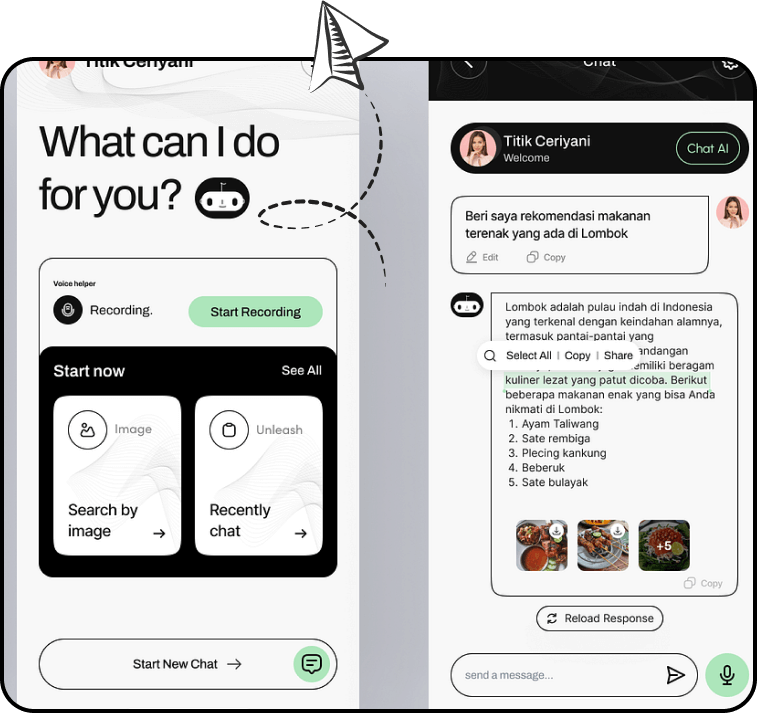 Titik Ceriyani
What can I do
for you?
Voice helper
Recording.
Start Recording
Start now
See All
Image
Search by
image
Unleash
Recently
chat
Start New Chat
Chat
Titik Ceriyani
Welcome
Chat AI
Beri saya rekomendasi makanan
terenak yang ada di Lombok
Edit
Copy
Lombok adalah pulau indah di Indonesia
yang terkenal dengan keindahan alamnya,
termasuk pantai-pantai yang
andangan
Select All | Copy | Share
emiliki beragam
kuliner lezat yang patut dicoba. Berikut
beberapa makanan enak yang bisa Anda
nikmati di Lombok:
1. Ayam Taliwang
2. Sate rembiga
3. Plecing kankung
4. Beberuk
5. Sate bulayak
+5
Copy
Reload Response
send a message...